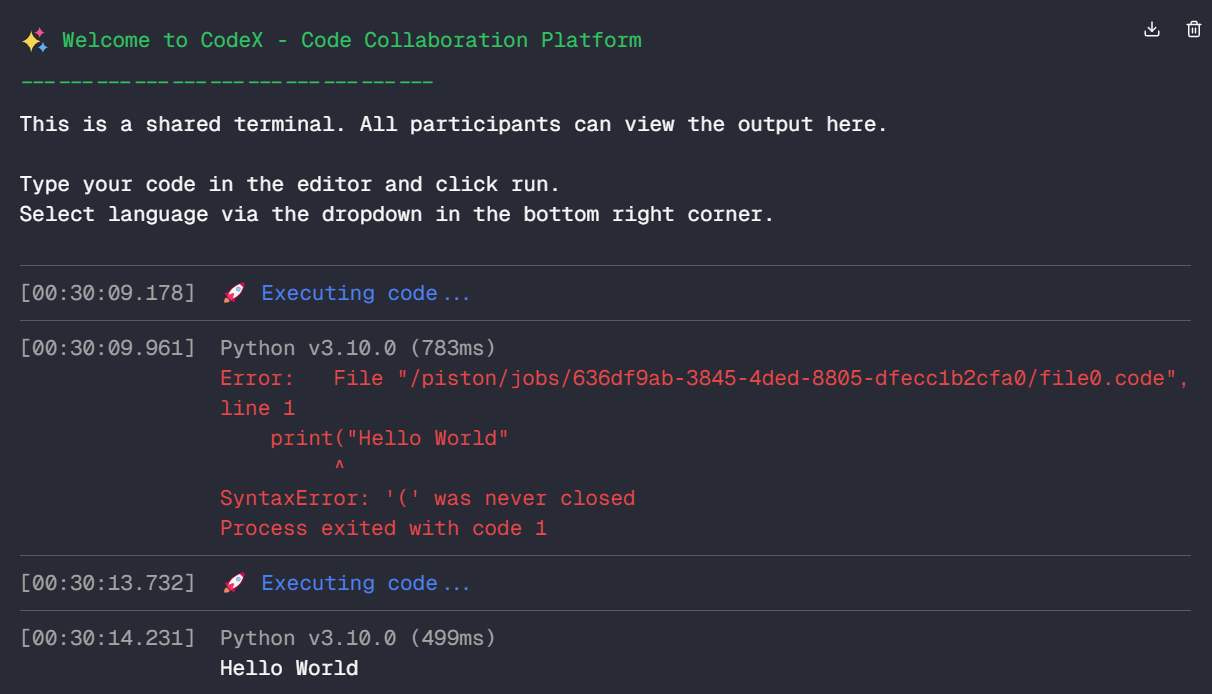 ✨ Welcome to CodeX - Code Collaboration Platform
---------------------------------
This is a shared terminal. All participants can view the output here.
Type your code in the editor and click run.
Select language via the dropdown in the bottom right corner.
[00:30:09.178] 🚀 Executing code...
[00:30:09.961] Python v3.10.0 (783ms)
Error:   File "/piston/jobs/636df9ab-3845-4ded-8805-dfecc1b2cfa0/file0.code",
line 1
    print("Hello World"
         ^
SyntaxError: '(' was never closed
Process exited with code 1
[00:30:13.732] 🚀 Executing code...
[00:30:14.231] Python v3.10.0 (499ms)
Hello World